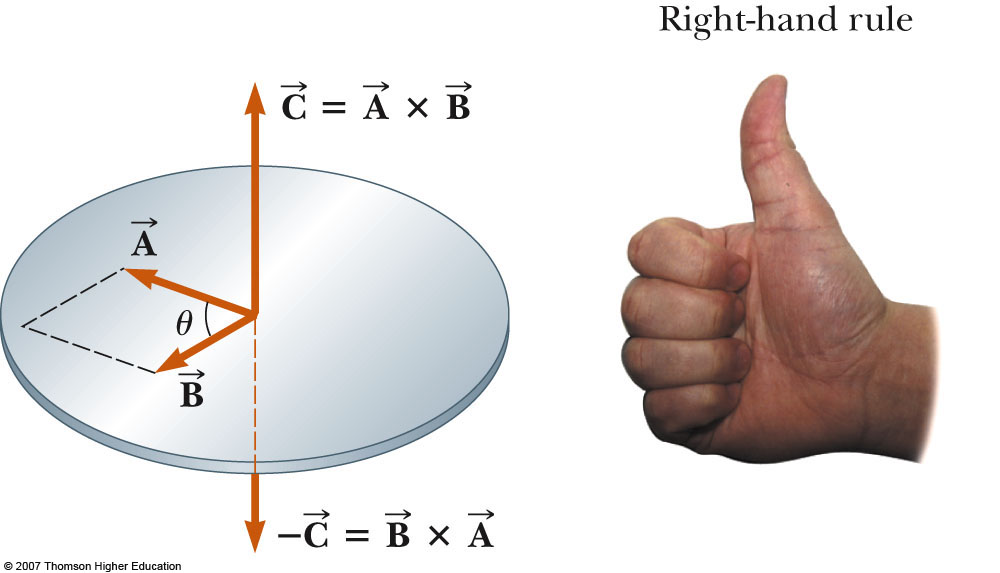 Right-hand rule
C⃗ = A⃗ × B⃗
A⃗
θ
B⃗
−C⃗ = B⃗ × A⃗
© 2007 Thomson Higher Education